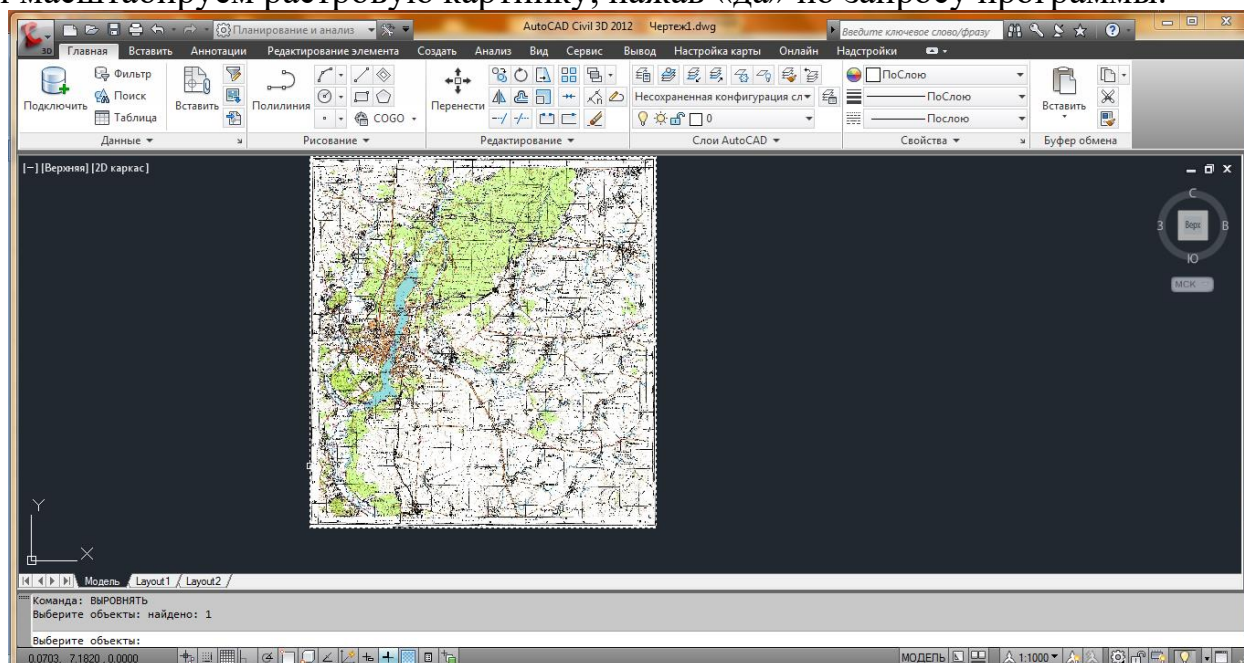 и масштабируем растровую картинку, нажав «да» по запросу программы.
Планирование и анализ
AutoCAD Civil 3D 2012 Чертеж1.dwg
Введите ключевое слово/фразу
3D
Главная Вставить Аннотации Редактирование элемента Создать Анализ Вид Сервис Вывод Настройка карты Онлайн Надстройки
Подключить
Фильтр
Поиск
Таблица
Вставить
Полилиния
COGO
Перенести
Несохраненная конфигурация сл
0
ПоСлою
ПоСлою
Послою
Вставить
Данные Рисование Редактирование Слои AutoCAD Свойства Буфер обмена
[−] [Верхняя] [2D каркас]
С
З Верх В
Ю
МСК
Y
X
Модель Layout1 Layout2
Команда: ВЫРОВНЯТЬ
Выберите объекты: найдено: 1
Выберите объекты:
0.0703, 7.1820, 0.0000
МОДЕЛЬ 1:1000